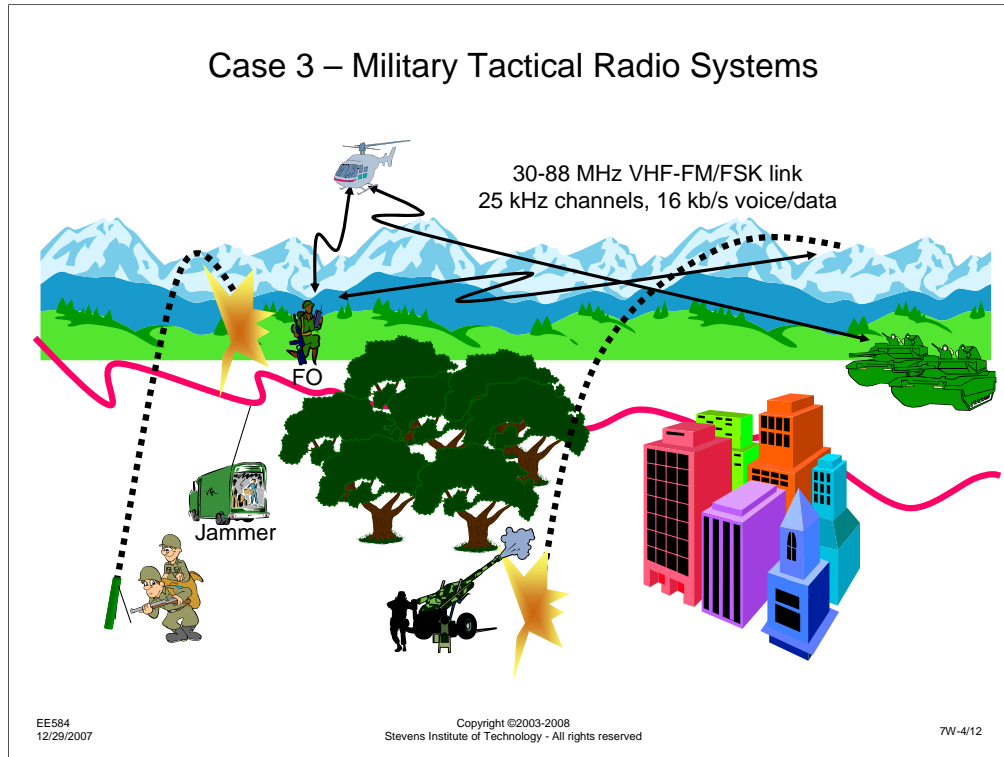 Case 3 – Military Tactical Radio Systems
30-88 MHz VHF-FM/FSK link
25 kHz channels, 16 kb/s voice/data
FO
Jammer
EE584
12/29/2007
Copyright ©2003-2008
Stevens Institute of Technology - All rights reserved
7W-4/12